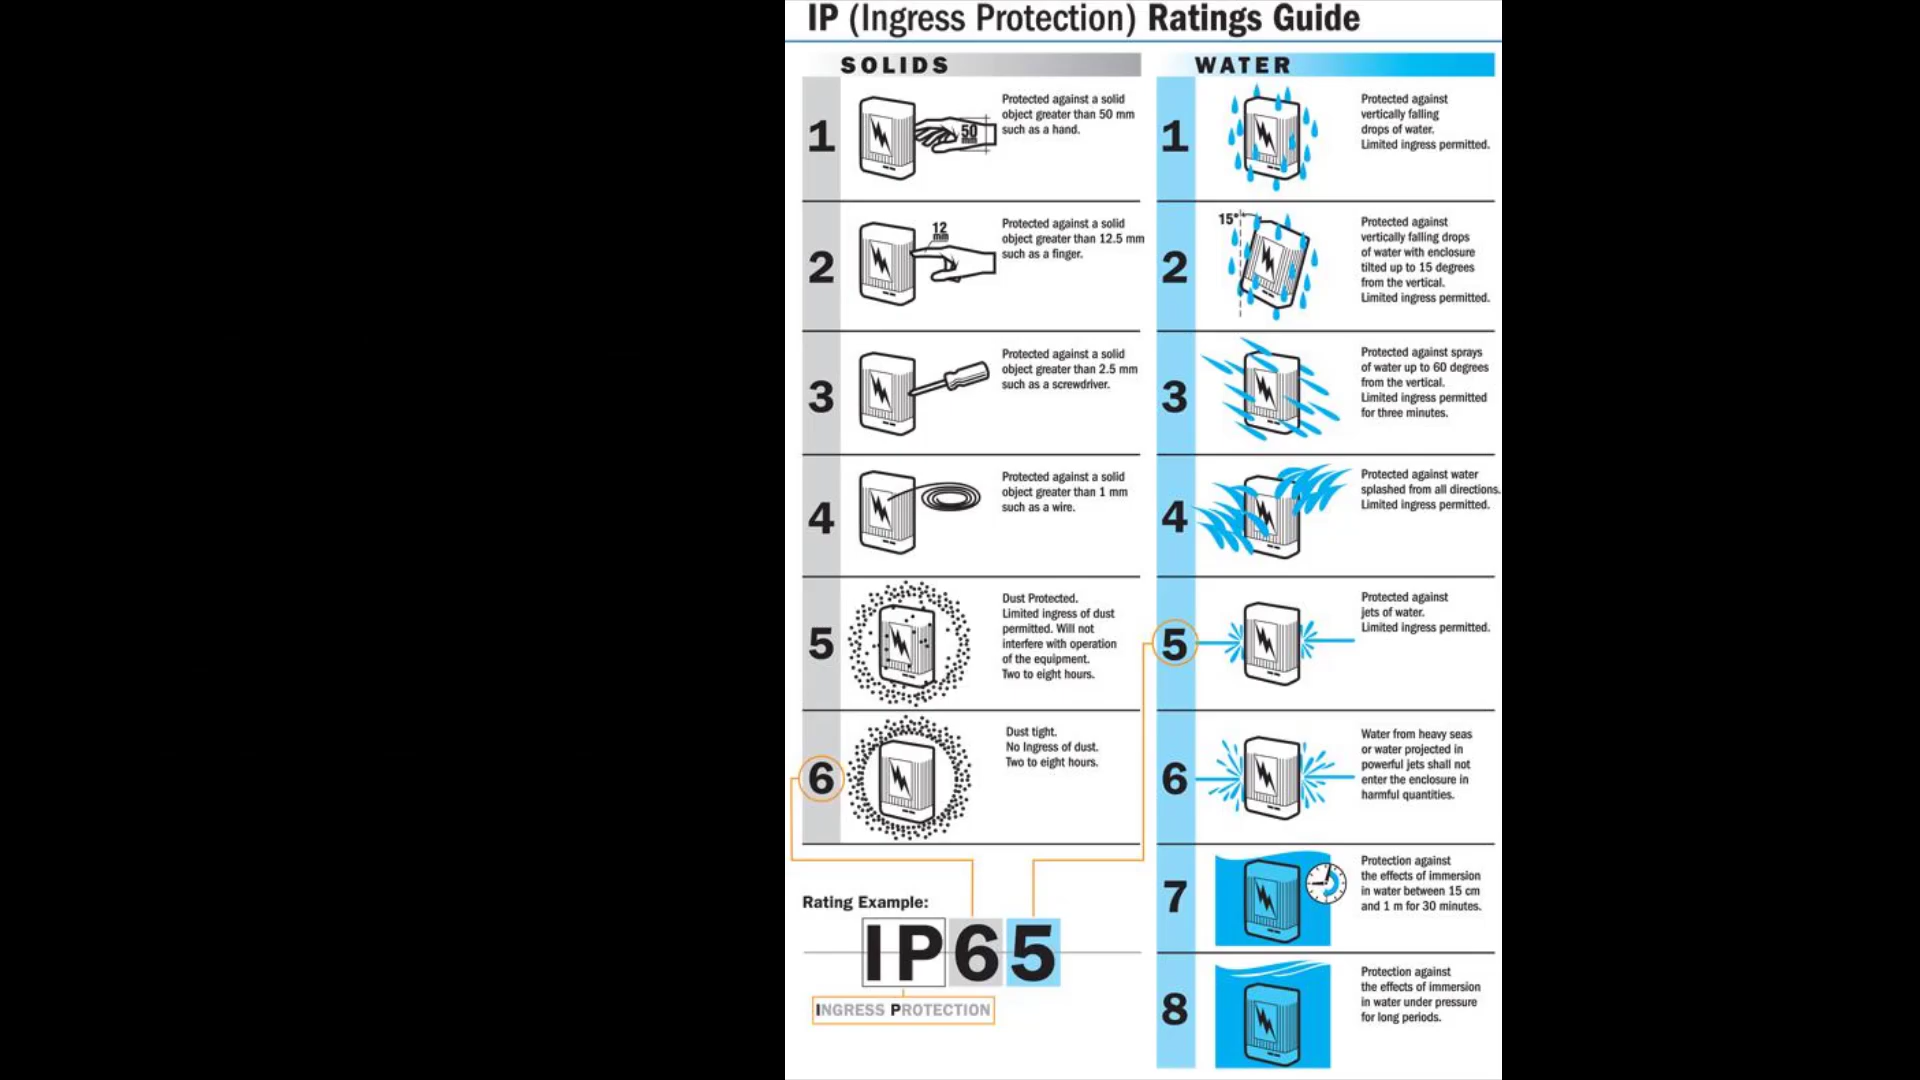 IP (Ingress Protection) Ratings Guide
SOLIDS
1
50
mm
Protected against a solid
object greater than 50 mm
such as a hand.
2
12
mm
Protected against a solid
object greater than 12.5 mm
such as a finger.
3
Protected against a solid
object greater than 2.5 mm
such as a screwdriver.
4
Protected against a solid
object greater than 1 mm
such as a wire.
5
Dust Protected.
Limited ingress of dust
permitted. Will not
interfere with operation
of the equipment.
Two to eight hours.
6
Dust tight.
No Ingress of dust.
Two to eight hours.
Rating Example:
IP65
INGRESS PROTECTION
WATER
1
Protected against
vertically falling
drops of water.
Limited ingress permitted.
2
15°
Protected against
vertically falling drops
of water with enclosure
tilted up to 15 degrees
from the vertical.
Limited ingress permitted.
3
Protected against sprays
of water up to 60 degrees
from the vertical.
Limited ingress permitted
for three minutes.
4
Protected against water
splashed from all directions.
Limited ingress permitted.
5
Protected against
jets of water.
Limited ingress permitted.
6
Water from heavy seas
or water projected in
powerful jets shall not
enter the enclosure in
harmful quantities.
7
Protection against
the effects of immersion
in water between 15 cm
and 1 m for 30 minutes.
8
Protection against
the effects of immersion
in water under pressure
for long periods.